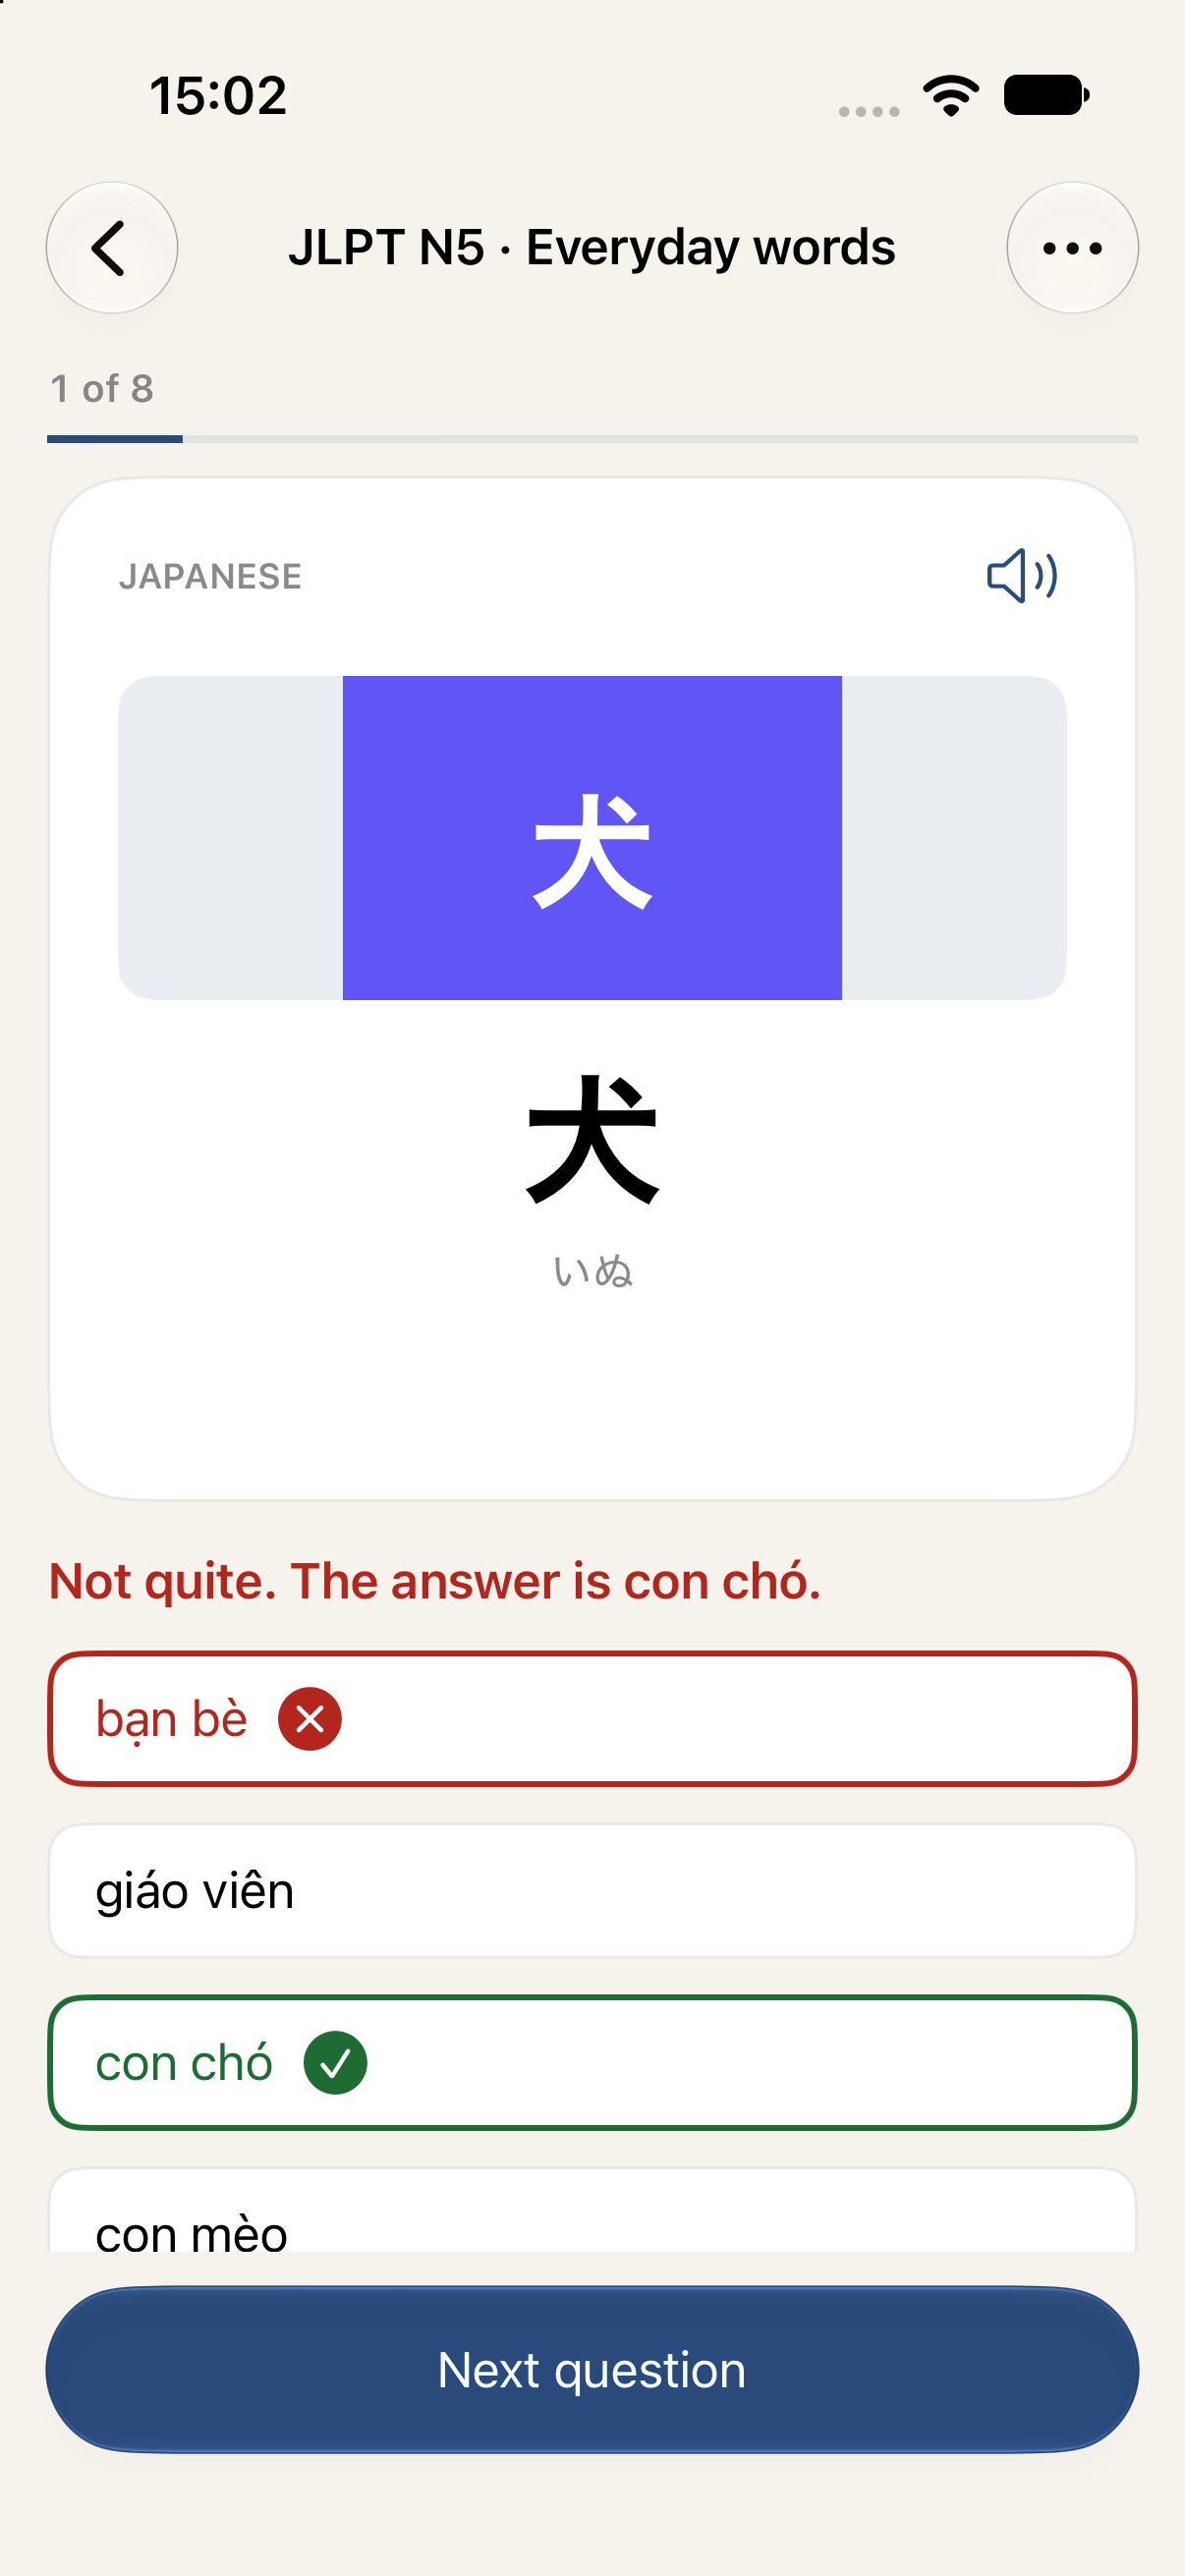 15:02
JLPT N5 · Everyday words
1 of 8
JAPANESE
犬
犬
いぬ
Not quite. The answer is con chó.
bạn bè
giáo viên
con chó
con mèo
Next question